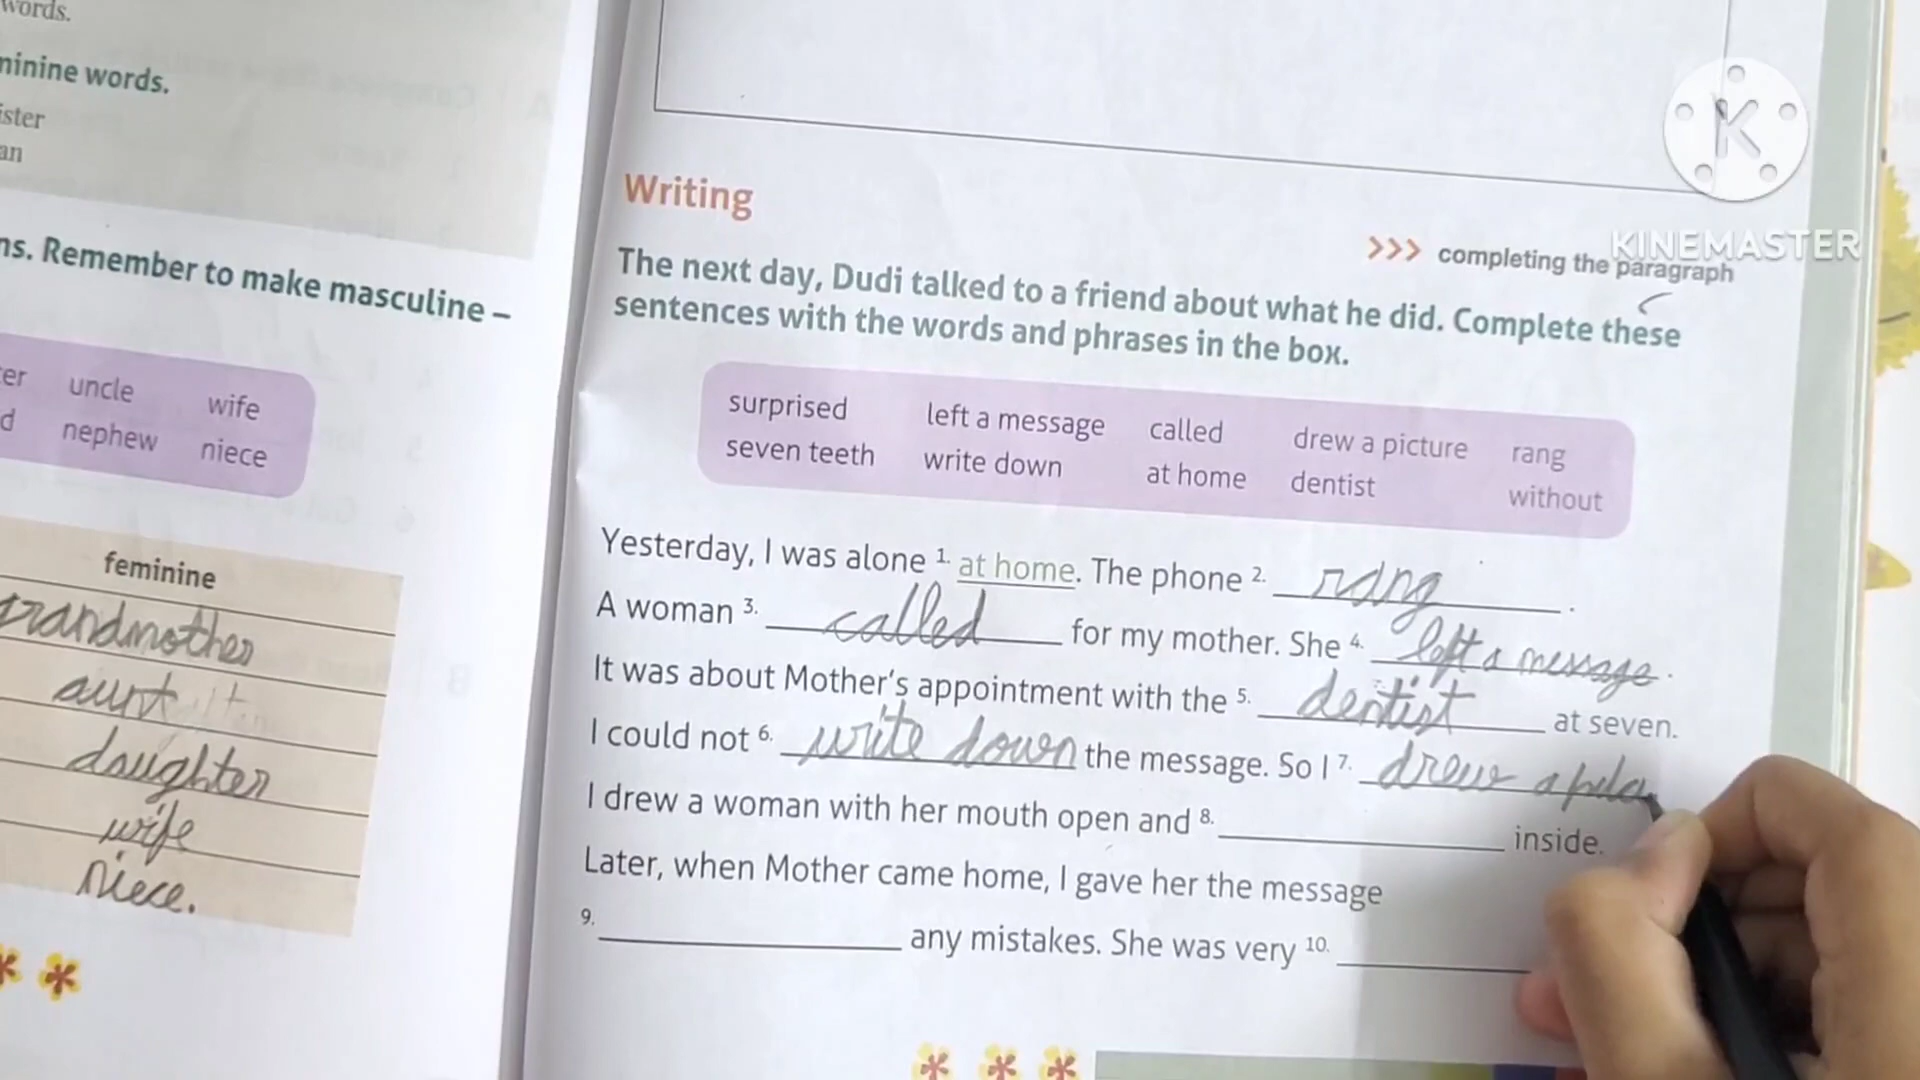 words.
minine words.
ister
an
ns. Remember to make masculine –
er uncle wife
d nephew niece
feminine
grandmother
aunt
daughter
wife
Niece.
KINEMASTER
Writing
>>> completing the paragraph
The next day, Dudi talked to a friend about what he did. Complete these
sentences with the words and phrases in the box.
surprised left a message called drew a picture rang
seven teeth write down at home dentist without
Yesterday, I was alone 1. at home. The phone 2. rang .
A woman 3. called for my mother. She 4. left a message.
It was about Mother's appointment with the 5. dentist at seven.
I could not 6. write down the message. So I 7. drew a
I drew a woman with her mouth open and 8. ____ inside.
Later, when Mother came home, I gave her the message
9. ____ any mistakes. She was very 10. ____